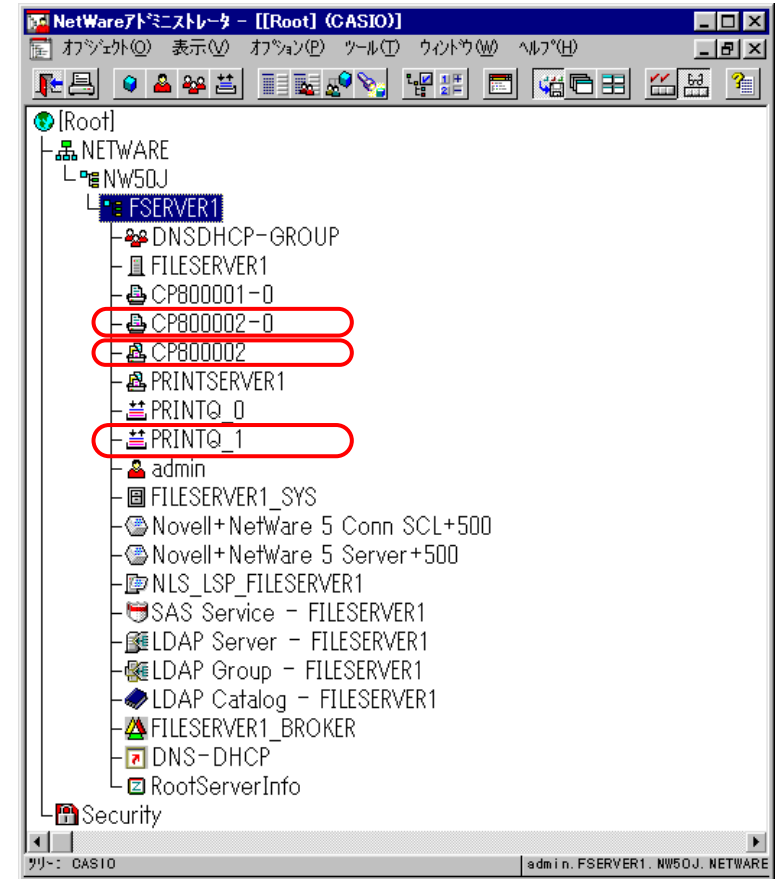 NetWareｱﾄﾞﾐﾆｽﾄﾚｰﾀ - [[Root] (CASIO)]
ｵﾌﾞｼﾞｪｸﾄ(O) 表示(V) ｵﾌﾟｼｮﾝ(P) ﾂｰﾙ(T) ｳｨﾝﾄﾞｳ(W) ﾍﾙﾌﾟ(H)
[Root]
NETWARE
NW50J
FSERVER1
DNSDHCP-GROUP
FILESERVER1
CP800001-0
CP800002-0
CP800002
PRINTSERVER1
PRINTQ_0
PRINTQ_1
admin
FILESERVER1_SYS
Novell+NetWare 5 Conn SCL+500
Novell+NetWare 5 Server+500
NLS_LSP_FILESERVER1
SAS Service - FILESERVER1
LDAP Server - FILESERVER1
LDAP Group - FILESERVER1
LDAP Catalog - FILESERVER1
FILESERVER1_BROKER
DNS-DHCP
RootServerInfo
Security
ﾂﾘｰ: CASIO
admin.FSERVER1.NW50J.NETWARE